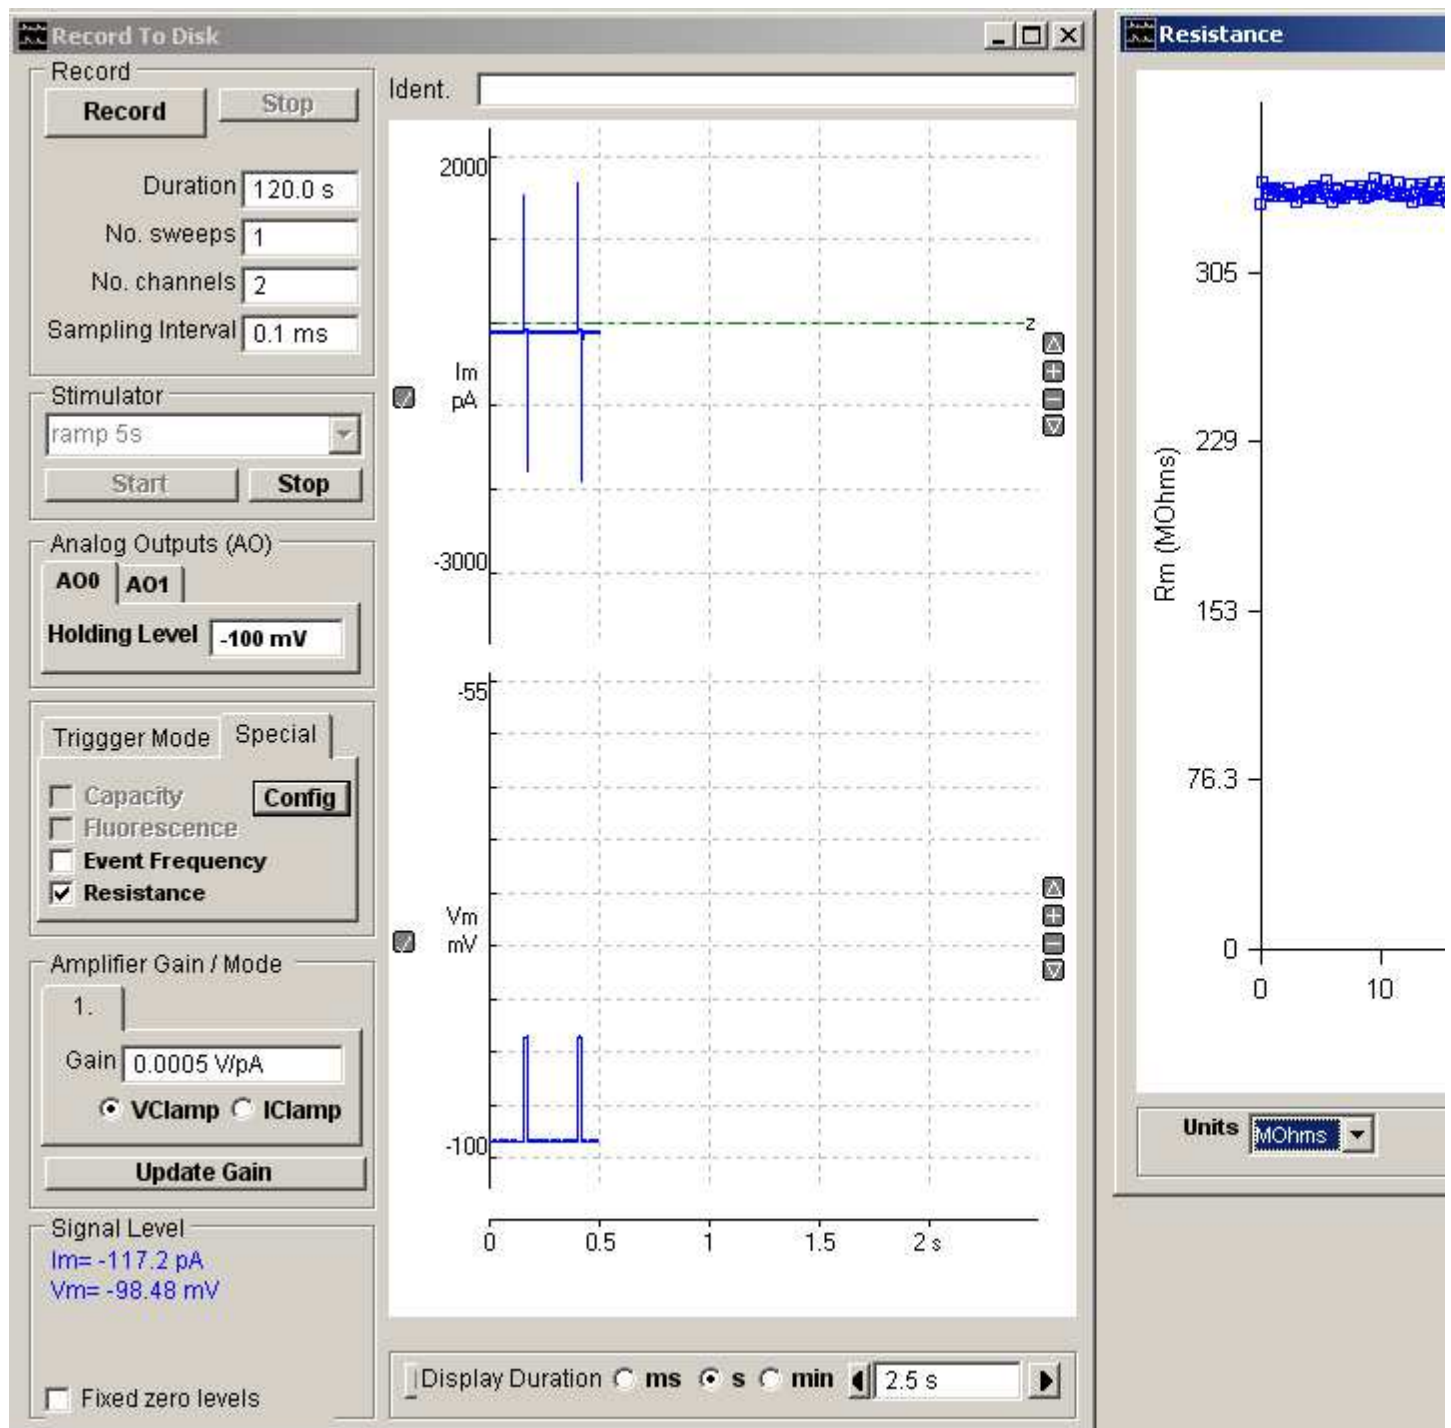 Record To Disk
Record
Record Stop
Duration 120.0 s
No. sweeps 1
No. channels 2
Sampling Interval 0.1 ms
Stimulator
ramp 5s
Start Stop
Analog Outputs (AO)
AO0 AO1
Holding Level -100 mV
Triggger Mode Special
Capacity Config
Fluorescence
Event Frequency
Resistance
Amplifier Gain / Mode
1.
Gain 0.0005 V/pA
VClamp IClamp
Update Gain
Signal Level
Im= -117.2 pA
Vm= -98.48 mV
Fixed zero levels
Ident.
2000
z
Im
pA
-3000
-55
Vm
mV
-100
0 0.5 1 1.5 2 s
Display Duration ms s min 2.5 s
Resistance
305
229
Rm (MOhms)
153
76.3
0
0 10
Units MOhms